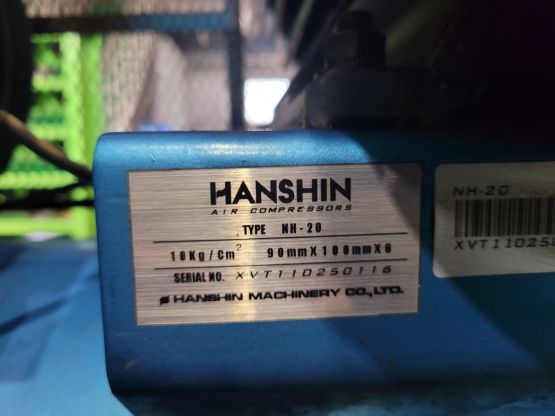 HANSHIN
AIR COMPRESSORS
TYPE NH-20
10Kg/Cm² 90mmX100mmX6
SERIAL NO. XVT110250116
HANSHIN MACHINERY CO., LTD.
NH-20
XVT110250